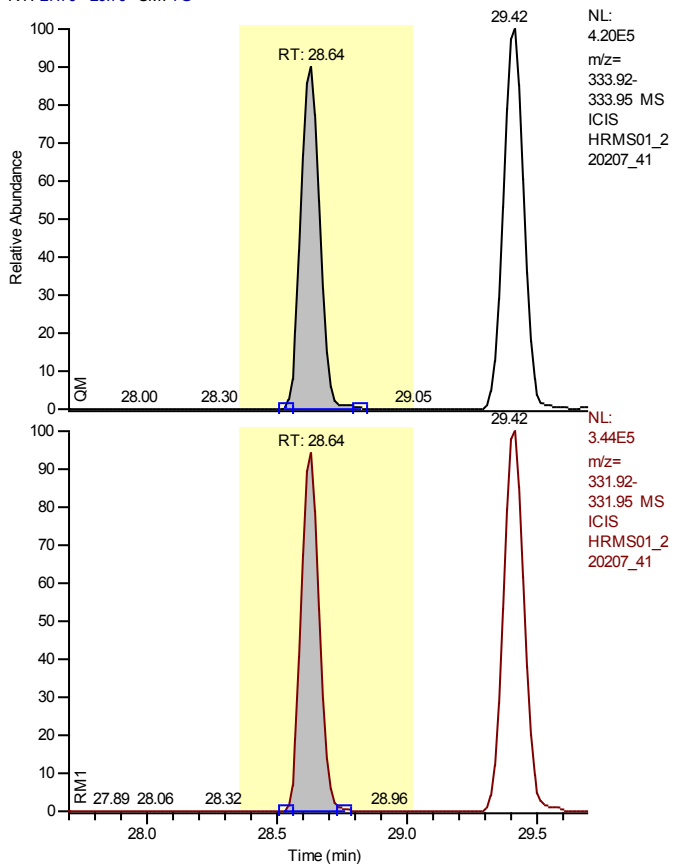 29.42
NL:
4.20E5
m/z=
333.92-
333.95 MS
ICIS
HRMS01_2
20207_41
RT: 28.64
100
90
80
70
60
50
40
30
20
10
0
Relative Abundance
QM
28.00 28.30 29.05
29.42
NL:
3.44E5
m/z=
331.92-
331.95 MS
ICIS
HRMS01_2
20207_41
RT: 28.64
100
90
80
70
60
50
40
30
20
10
0
RM1
27.89 28.06 28.32 28.96
28.0 28.5 29.0 29.5
Time (min)